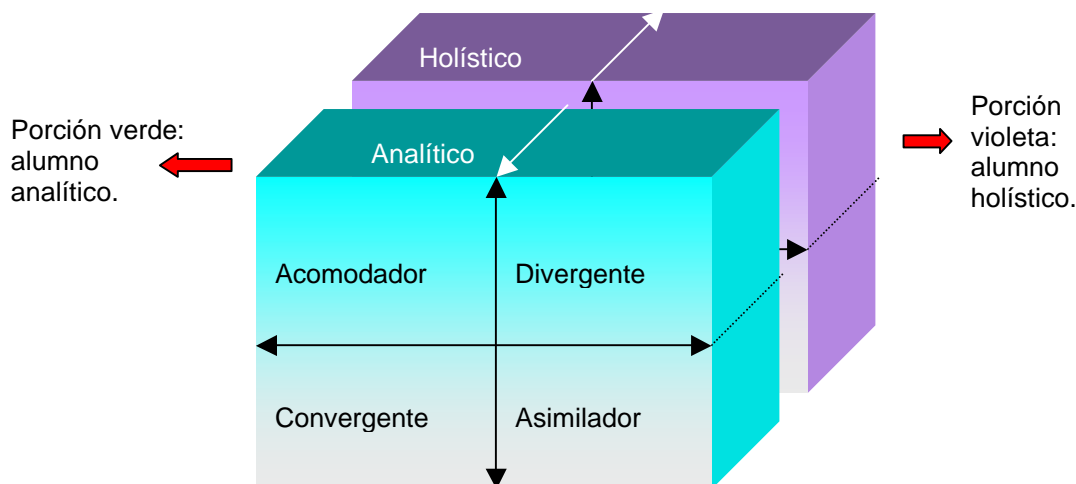 Holístico
Porción verde:
alumno
analítico.
Analítico
Porción
violeta:
alumno
holístico.
Acomodador
Divergente
Convergente
Asimilador